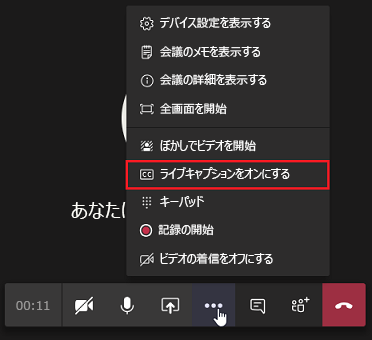 デバイス設定を表示する
会議のメモを表示する
会議の詳細を表示する
全画面を開始
ぼかしでビデオを開始
CC ライブキャプションをオンにする
キーパッド
あなたに
記録の開始
ビデオの着信をオフにする
00:11